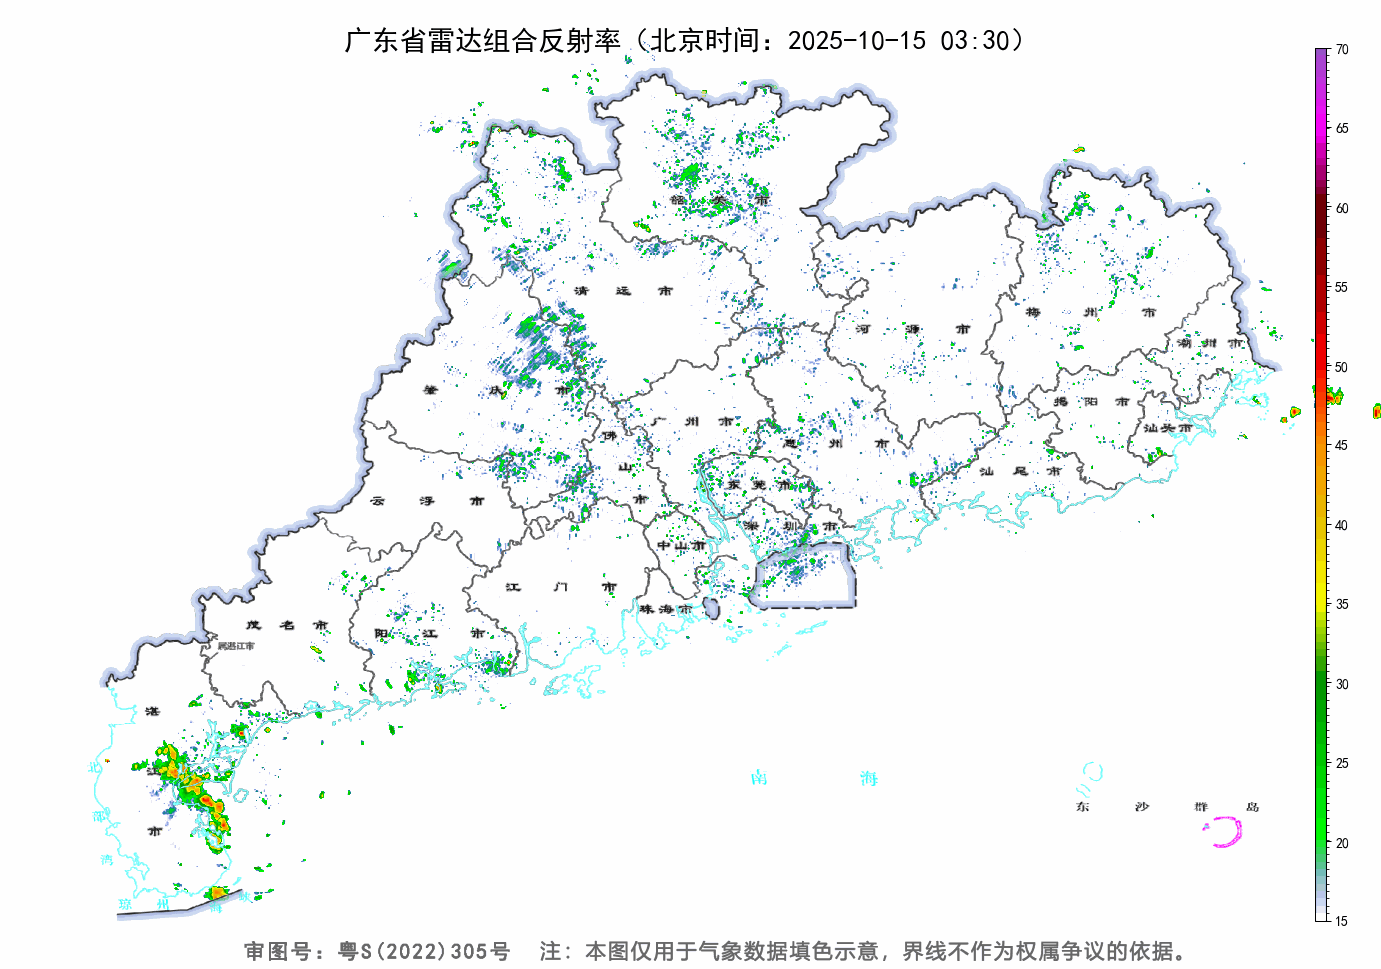 广东省雷达组合反射率（北京时间：2025-10-15 03:30）
70
65
60
55
50
45
40
35
30
25
20
15
韶关市
清远市
河源市
梅州市
潮州市
肇庆市
揭阳市
广州市
汕头市
佛山市
惠州市
汕尾市
东莞市
云浮市
深圳市
中山市
江门市
珠海市
茂名市
阳江市
属湛江市
湛江市
北部湾
南海
东沙群岛
琼州海峡
审图号：粤S(2022)305号 注：本图仅用于气象数据填色示意，界线不作为权属争议的依据。